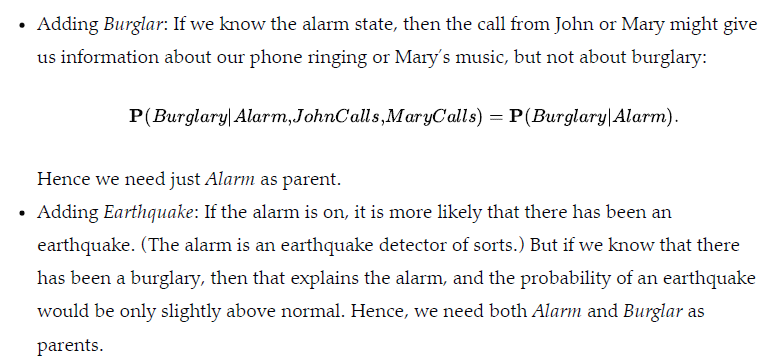 • Adding Burglar: If we know the alarm state, then the call from John or Mary might give
us information about our phone ringing or Mary's music, but not about burglary:
P(Burglary|Alarm,JohnCalls,MaryCalls) = P(Burglary|Alarm).
Hence we need just Alarm as parent.
• Adding Earthquake: If the alarm is on, it is more likely that there has been an
earthquake. (The alarm is an earthquake detector of sorts.) But if we know that there
has been a burglary, then that explains the alarm, and the probability of an earthquake
would be only slightly above normal. Hence, we need both Alarm and Burglar as
parents.